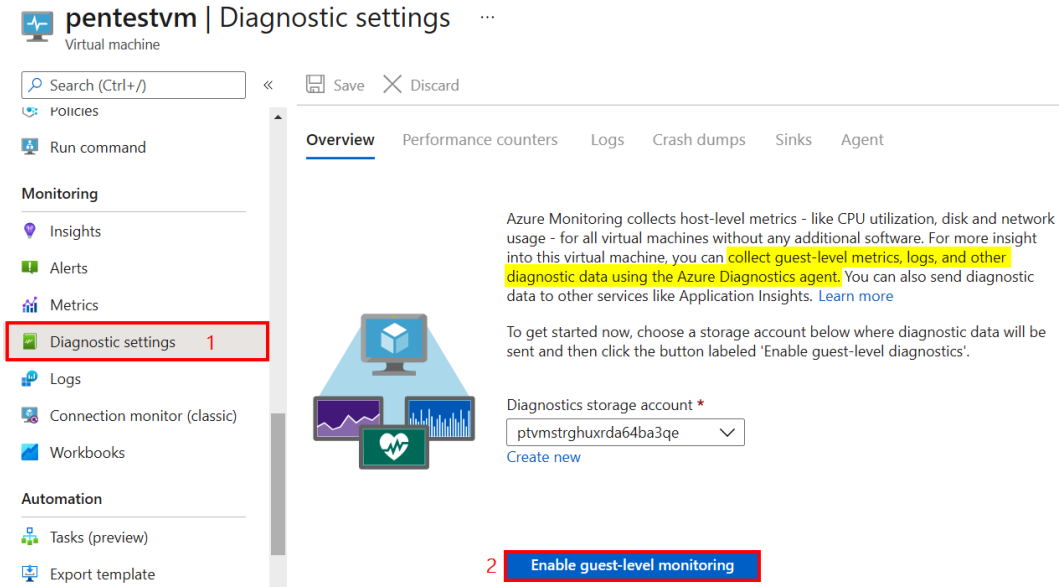 pentestvm | Diagnostic settings ...
Virtual machine
Search (Ctrl+/)
«
Save
Discard
Policies
Run command
Monitoring
Insights
Alerts
Metrics
Diagnostic settings 1
Logs
Connection monitor (classic)
Workbooks
Automation
Tasks (preview)
Export template
Overview Performance counters Logs Crash dumps Sinks Agent
Azure Monitoring collects host-level metrics - like CPU utilization, disk and network
usage - for all virtual machines without any additional software. For more insight
into this virtual machine, you can collect guest-level metrics, logs, and other
diagnostic data using the Azure Diagnostics agent. You can also send diagnostic
data to other services like Application Insights. Learn more
To get started now, choose a storage account below where diagnostic data will be
sent and then click the button labeled 'Enable guest-level diagnostics'.
Diagnostics storage account *
ptvmstrghuxrda64ba3qe
Create new
2 Enable guest-level monitoring